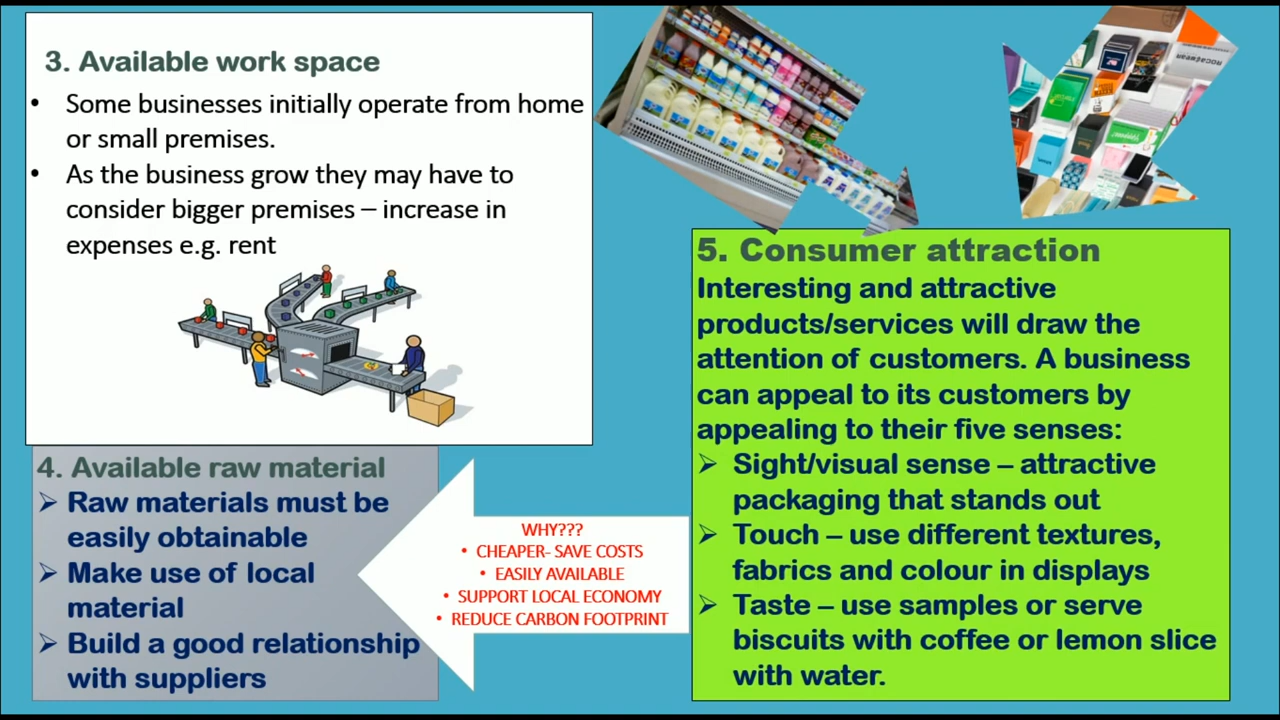 3. Available work space
• Some businesses initially operate from home
or small premises.
• As the business grow they may have to
consider bigger premises – increase in
expenses e.g. rent
4. Available raw material
➢ Raw materials must be
easily obtainable
➢ Make use of local
material
➢ Build a good relationship
with suppliers
WHY???
• CHEAPER- SAVE COSTS
• EASILY AVAILABLE
• SUPPORT LOCAL ECONOMY
• REDUCE CARBON FOOTPRINT
5. Consumer attraction
Interesting and attractive
products/services will draw the
attention of customers. A business
can appeal to its customers by
appealing to their five senses:
➢ Sight/visual sense – attractive
packaging that stands out
➢ Touch – use different textures,
fabrics and colour in displays
➢ Taste – use samples or serve
biscuits with coffee or lemon slice
with water.